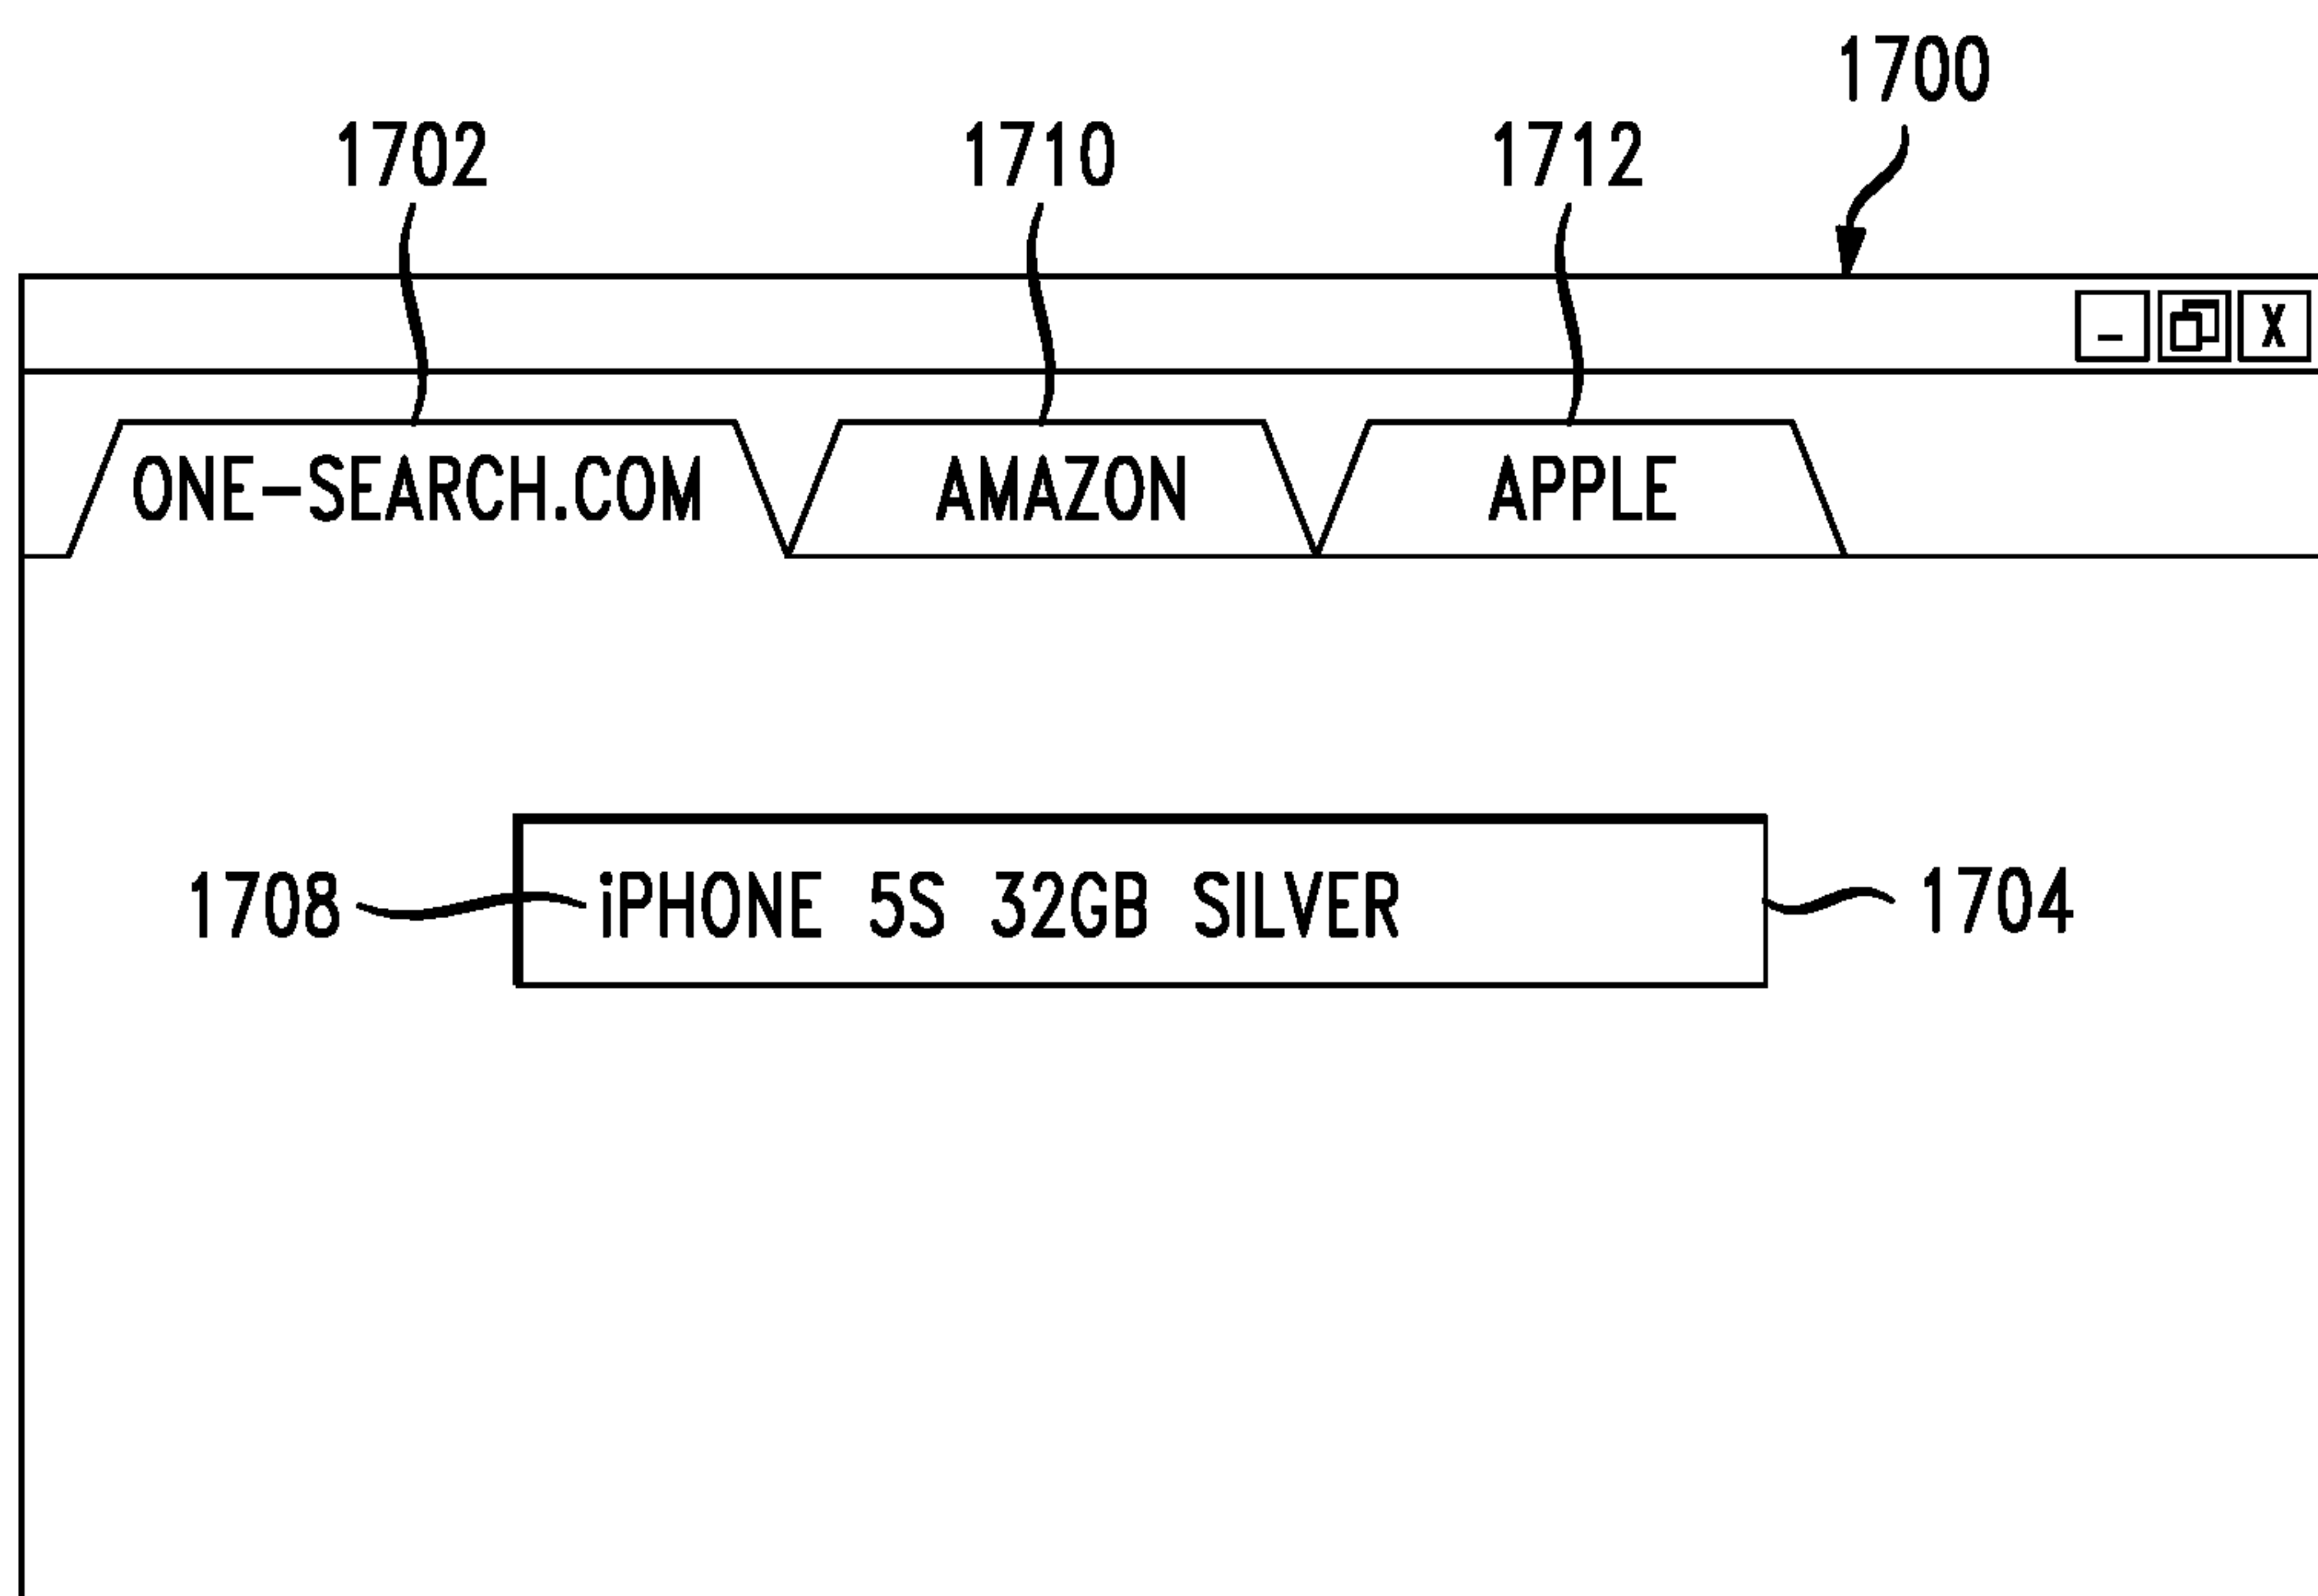 1700
1702 1710 1712
- X
ONE-SEARCH.COM AMAZON APPLE
1708 iPHONE 5S 32GB SILVER 1704